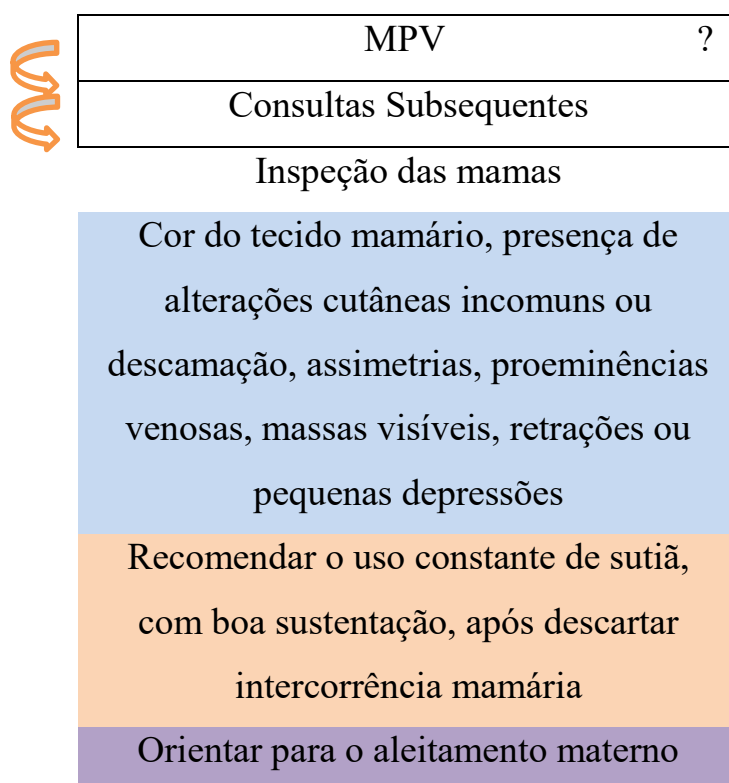 MPV ?
Consultas Subsequentes
Inspeção das mamas
Cor do tecido mamário, presença de
alterações cutâneas incomuns ou
descamação, assimetrias, proeminências
venosas, massas visíveis, retrações ou
pequenas depressões
Recomendar o uso constante de sutiã,
com boa sustentação, após descartar
intercorrência mamária
Orientar para o aleitamento materno